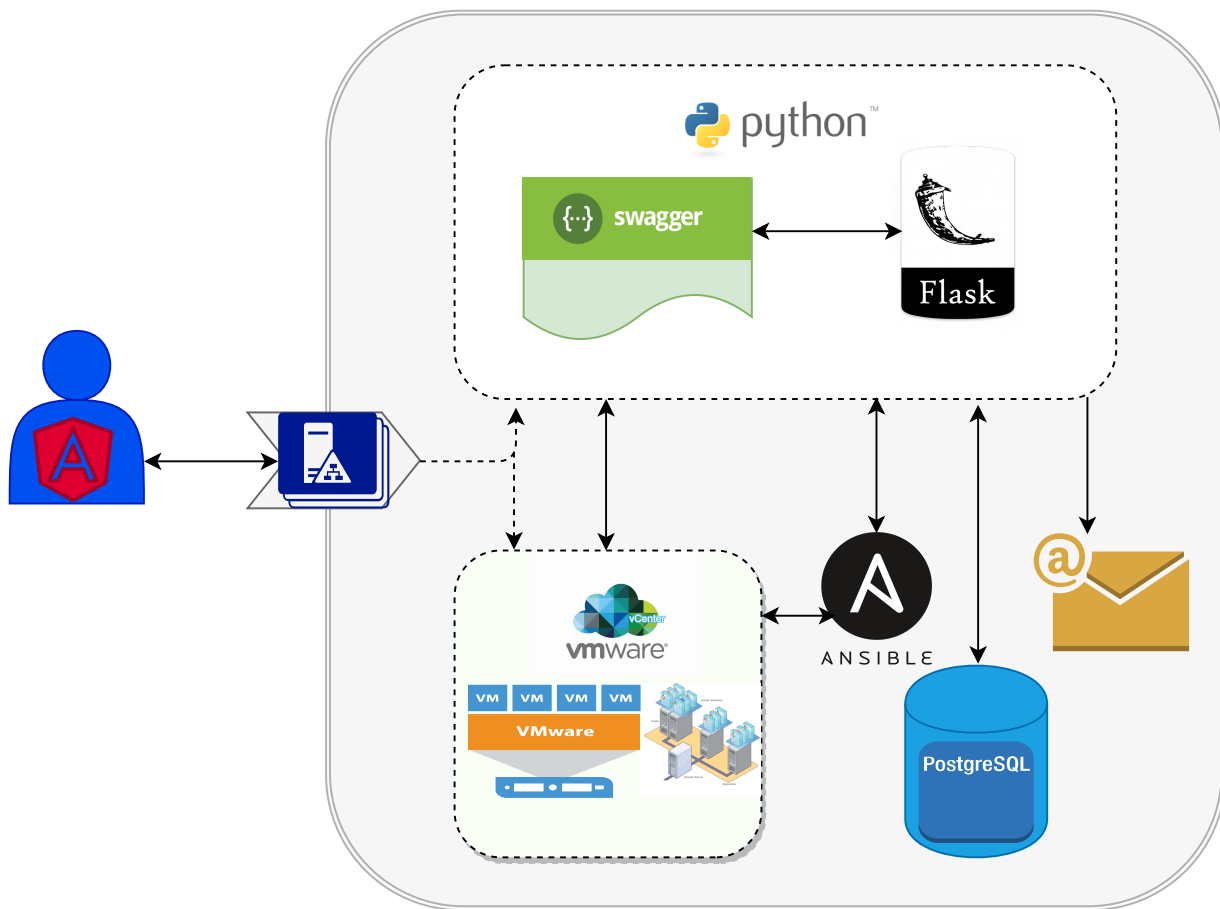 python™
swagger
Flask
vCenter
vmware®
VM VM VM VM
VMware
ANSIBLE
@
PostgreSQL